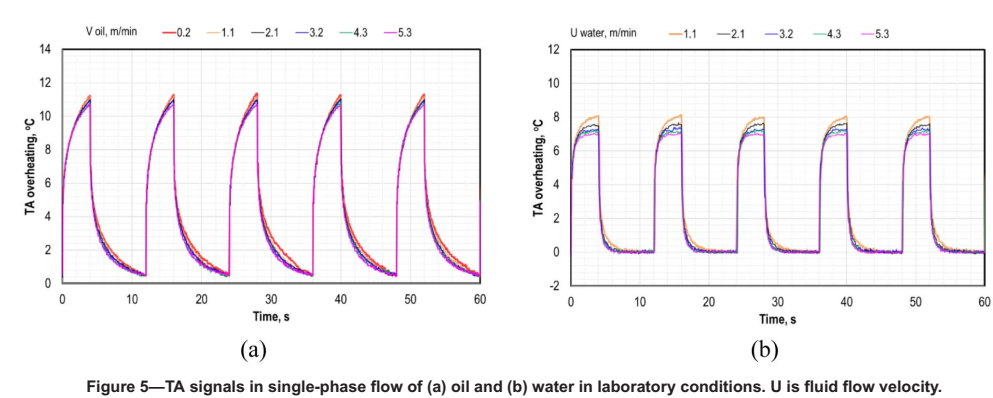 V oil, m/min 0.2 1.1 2.1 3.2 4.3 5.3
14
12
10
8
6
4
2
0
TA overheating, ºC
0 10 20 30 40 50 60
Time, s
(a)
U water, m/min 1.1 2.1 3.2 4.3 5.3
12
10
8
6
4
2
0
-2
TA overheating, ºC
0 10 20 30 40 50 60
Time, s
(b)
Figure 5—TA signals in single-phase flow of (a) oil and (b) water in laboratory conditions. U is fluid flow velocity.